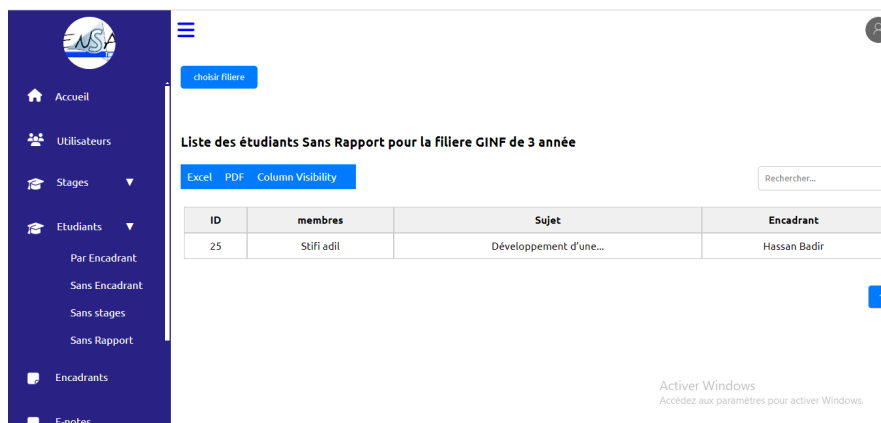 ENSA
choisir filiere
Accueil
Utilisateurs
Stages ▼
Etudiants ▼
Par Encadrant
Sans Encadrant
Sans stages
Sans Rapport
Encadrants
E-notes
Liste des étudiants Sans Rapport pour la filiere GINF de 3 année
Excel PDF Column Visibility
Rechercher...
ID membres Sujet Encadrant
25 Stifi adil Développement d'une... Hassan Badir
Activer Windows
Accédez aux paramètres pour activer Windows.